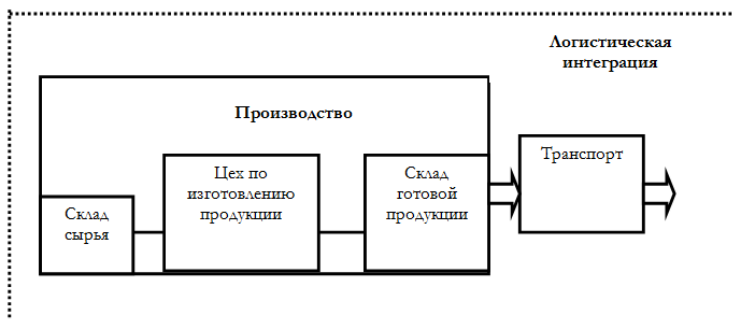 Логистическая
интеграция
Производство
Склад
сырья
Цех по
изготовлению
продукции
Склад
готовой
продукции
Транспорт